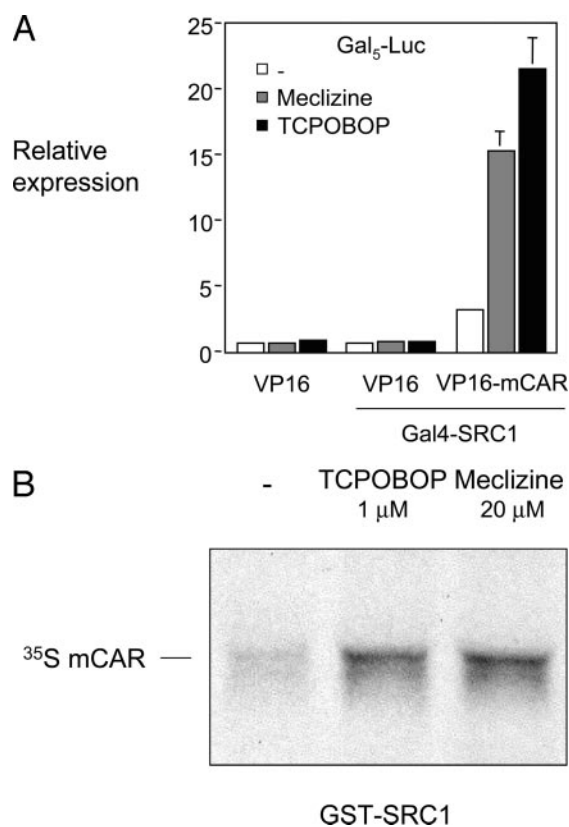 A
Gal5-Luc
-
Meclizine
TCPOBOP
Relative
expression
25
20
15
10
5
0
VP16 VP16 VP16-mCAR
Gal4-SRC1
B
- TCPOBOP Meclizine
1 μM 20 μM
35S mCAR
GST-SRC1